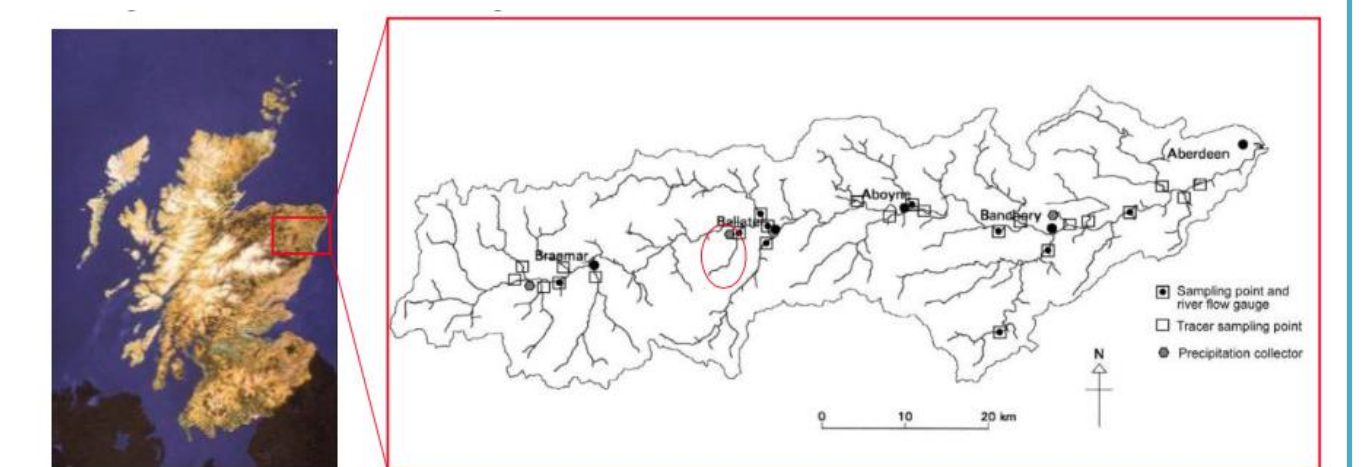 Aberdeen
Aboyne
Banchory
Ballater
Braemar
Sampling point and
river flow gauge
Tracer sampling point
Precipitation collector
N
0 10 20 km